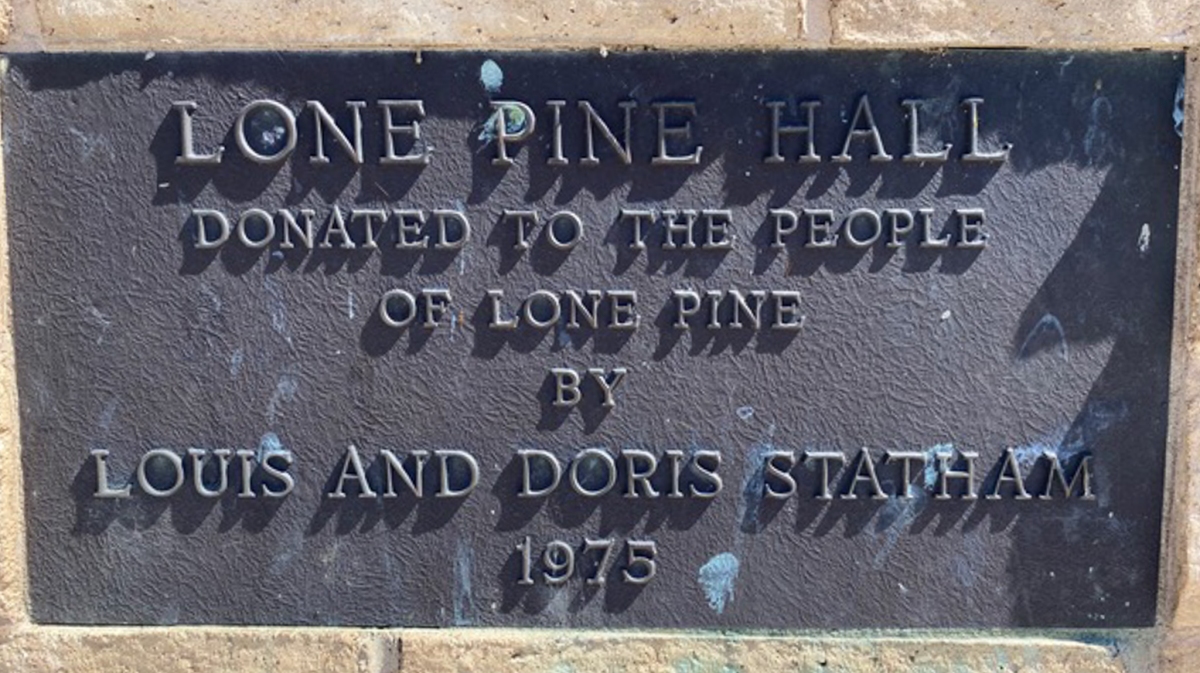 LONE PINE HALL
DONATED TO THE PEOPLE
OF LONE PINE
BY
LOUIS AND DORIS STATHAM
1975